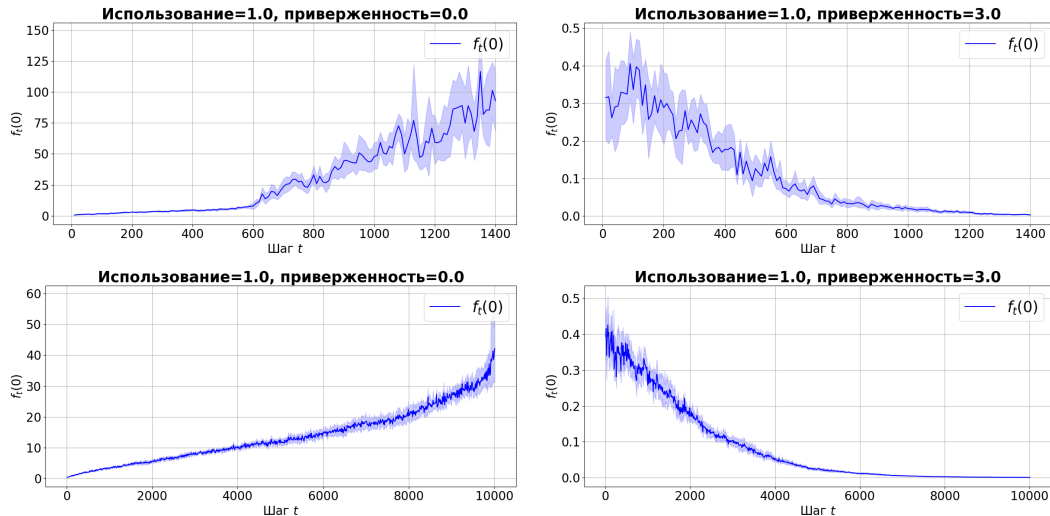 Использование=1.0, приверженность=0.0
150
125
100
75
50
25
0
f_t(0)
f_t(0)
0 200 400 600 800 1000 1200 1400
Шаг t
Использование=1.0, приверженность=3.0
0.5
0.4
0.3
0.2
0.1
0.0
f_t(0)
f_t(0)
0 200 400 600 800 1000 1200 1400
Шаг t
Использование=1.0, приверженность=0.0
60
50
40
30
20
10
0
f_t(0)
f_t(0)
0 2000 4000 6000 8000 10000
Шаг t
Использование=1.0, приверженность=3.0
0.5
0.4
0.3
0.2
0.1
0.0
f_t(0)
f_t(0)
0 2000 4000 6000 8000 10000
Шаг t